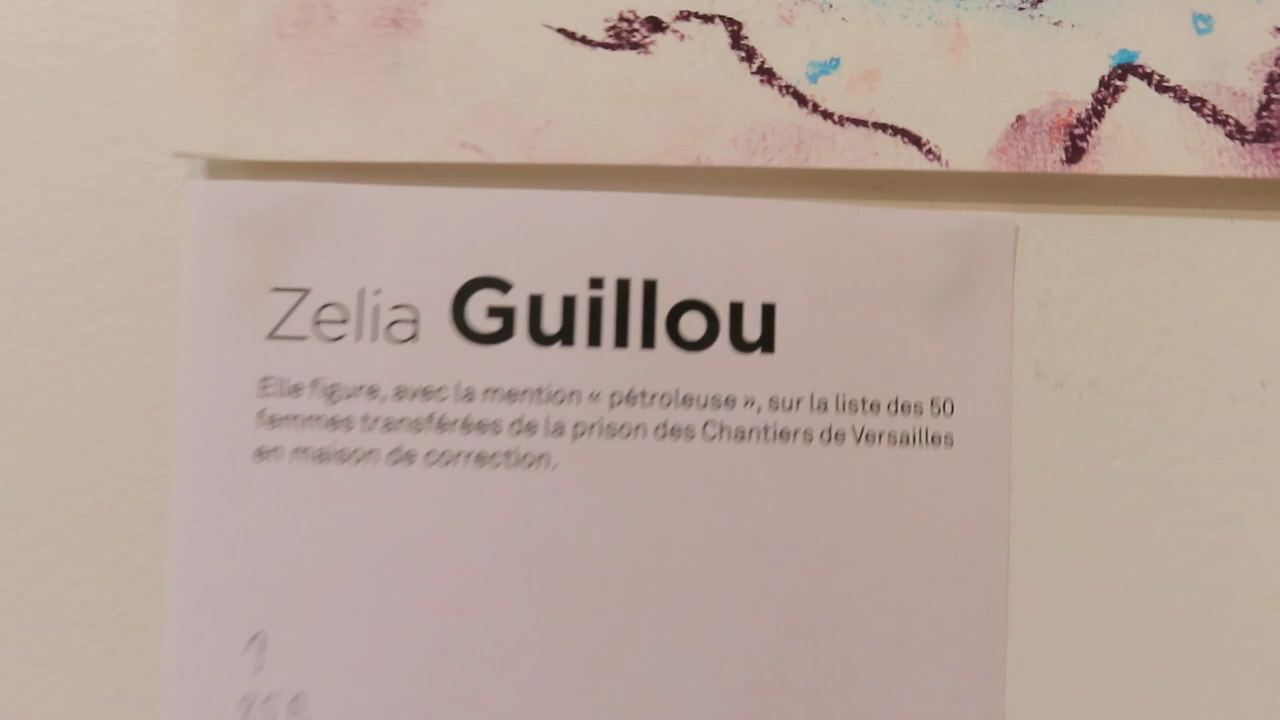 Zelia Guillou
Elle figure, avec la mention « pétroleuse », sur la liste des 50
femmes transférées de la prison des Chantiers de Versailles
en maison de correction.